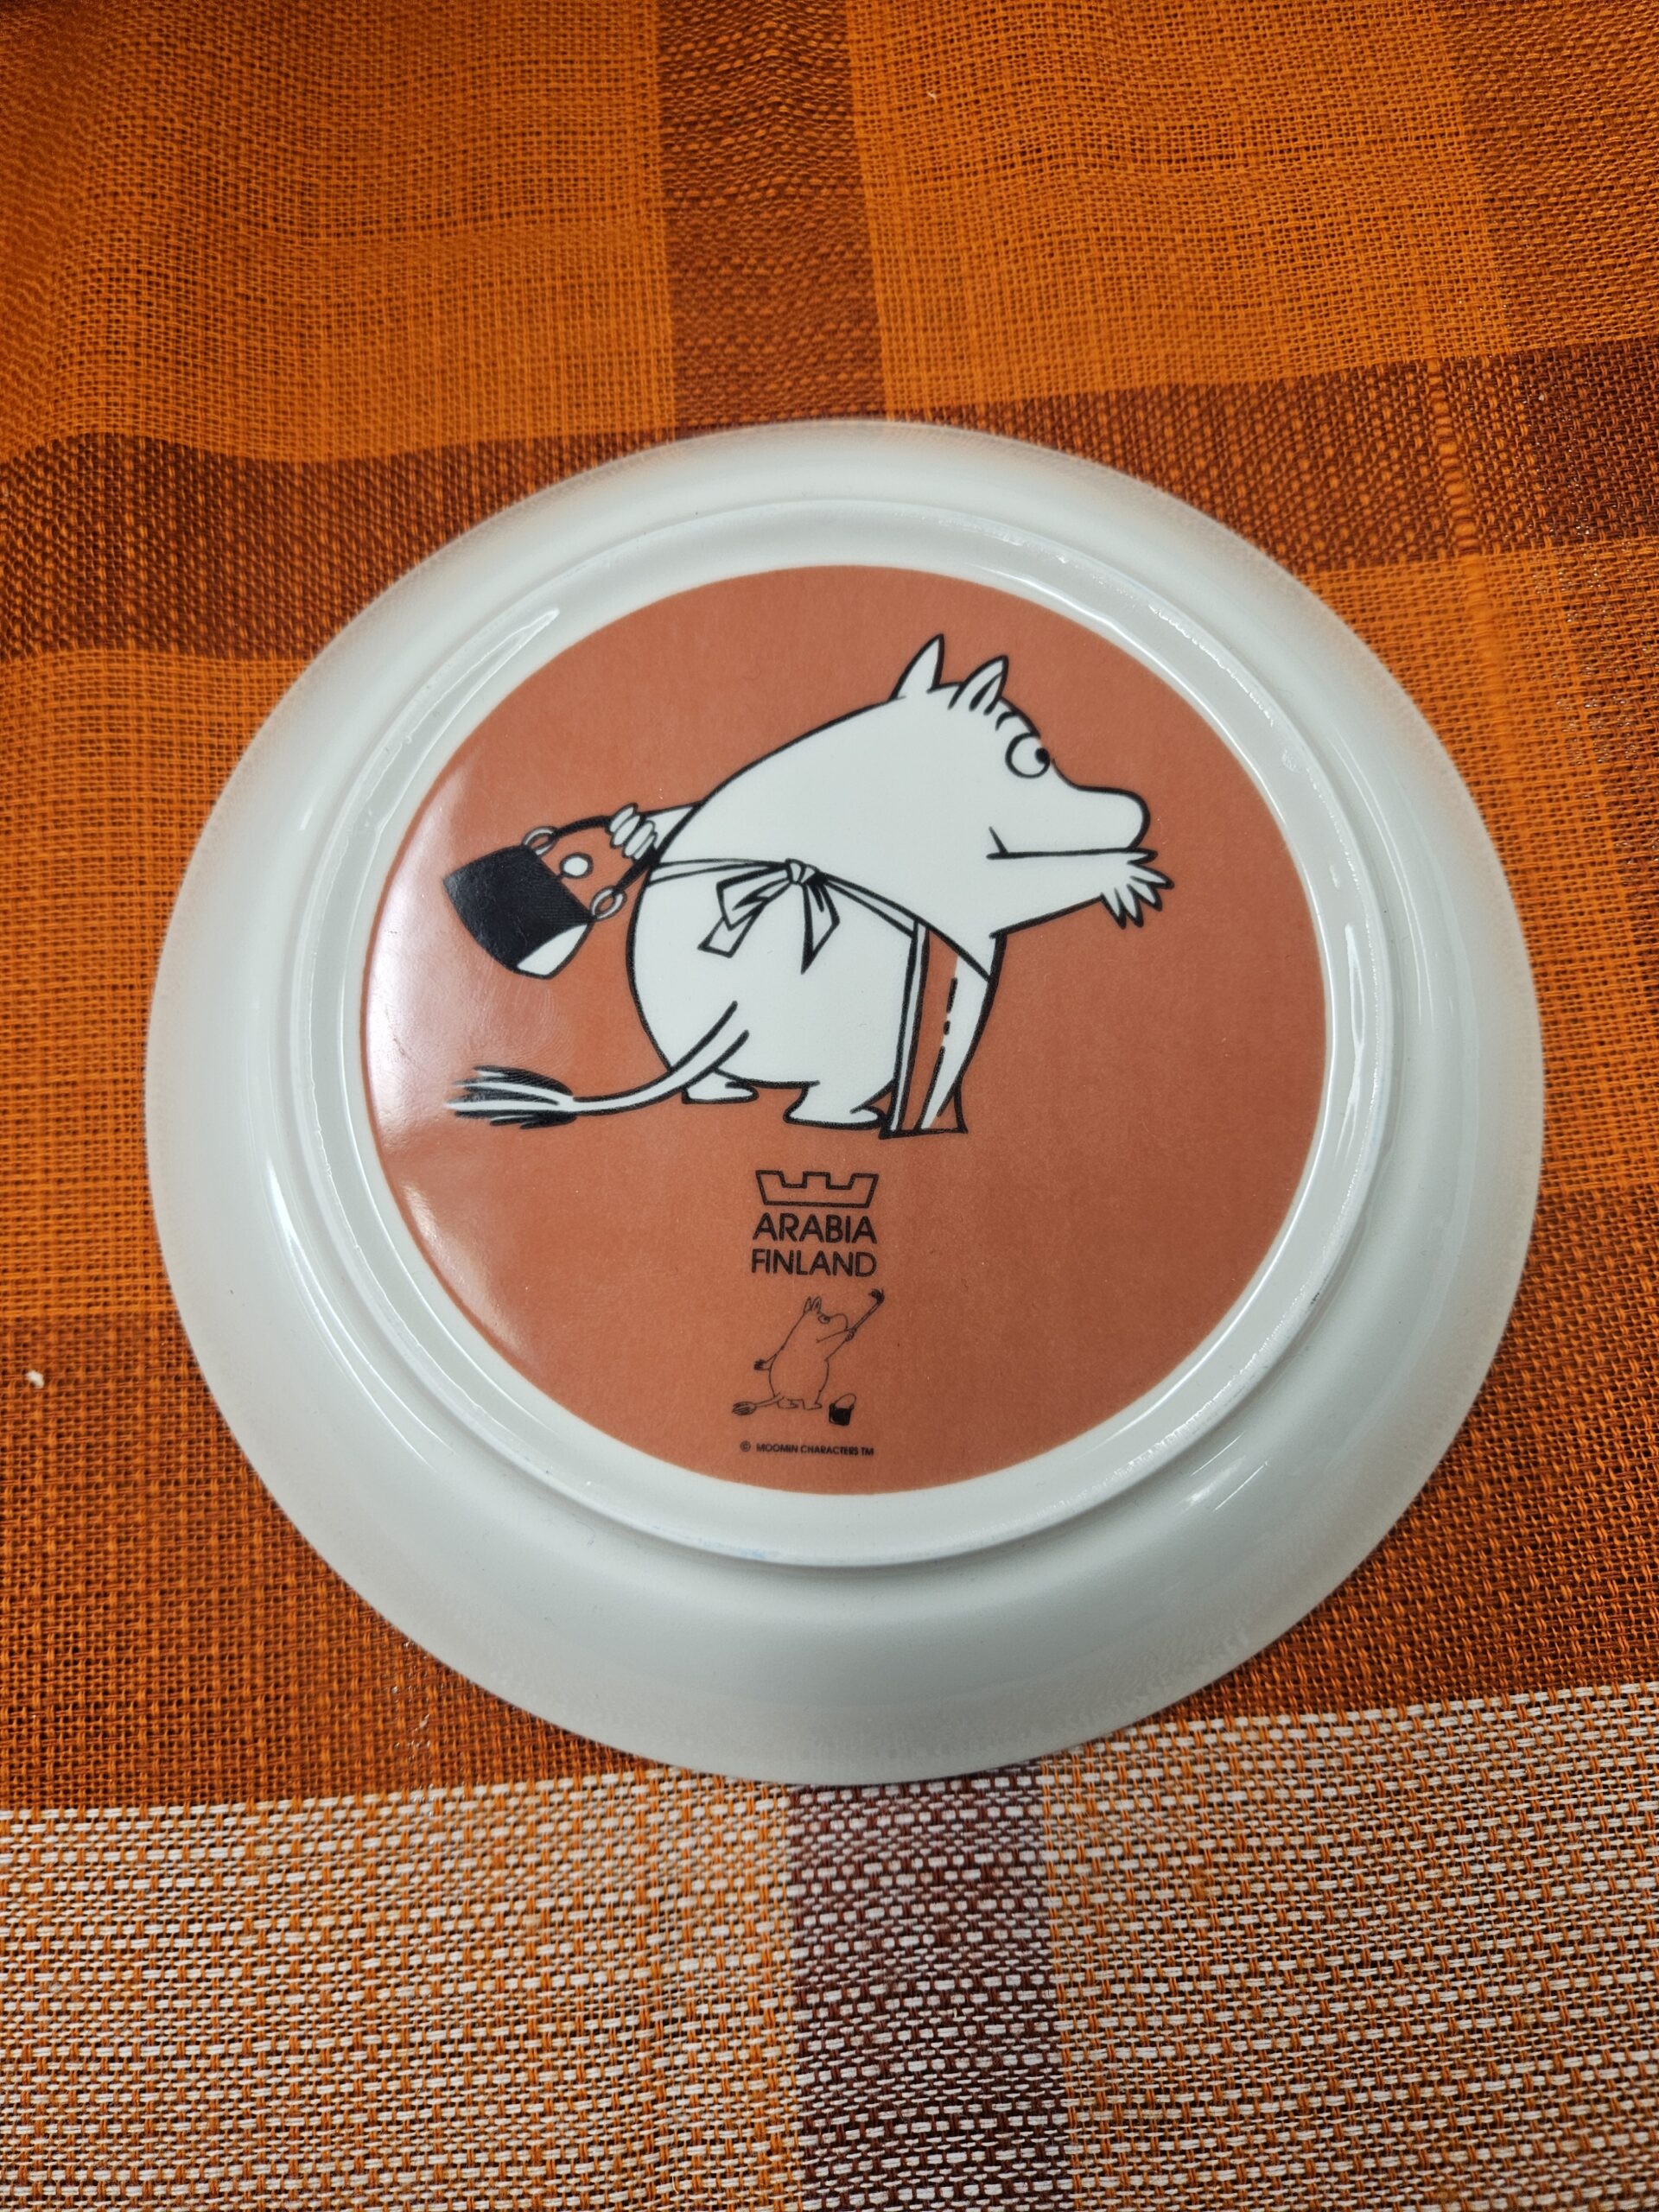 ARABIA
FINLAND
© MOOMIN CHARACTERS TM